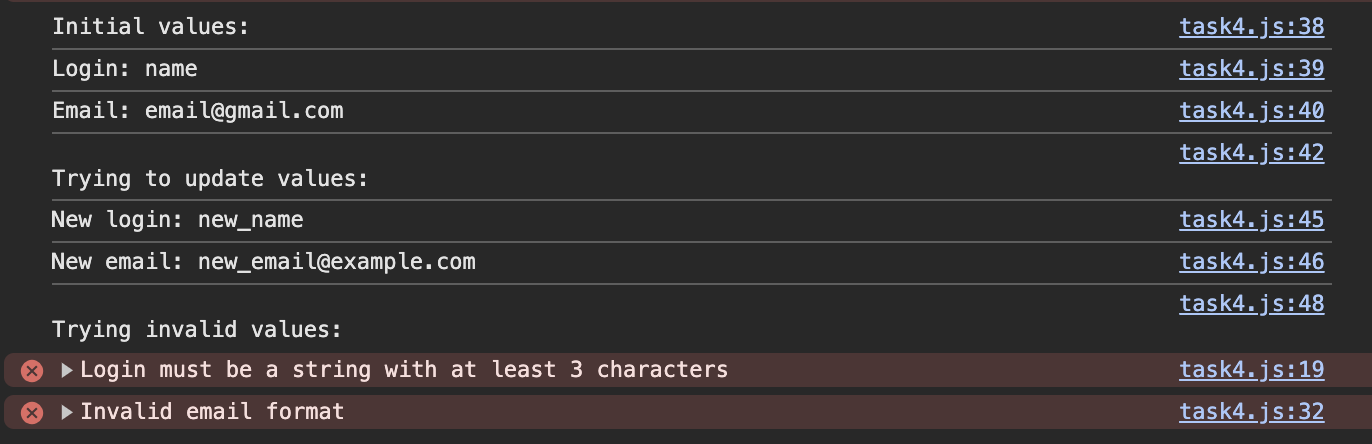 Initial values: task4.js:38
Login: name task4.js:39
Email: email@gmail.com task4.js:40
task4.js:42
Trying to update values:
New login: new_name task4.js:45
New email: new_email@example.com task4.js:46
task4.js:48
Trying invalid values:
Login must be a string with at least 3 characters task4.js:19
Invalid email format task4.js:32